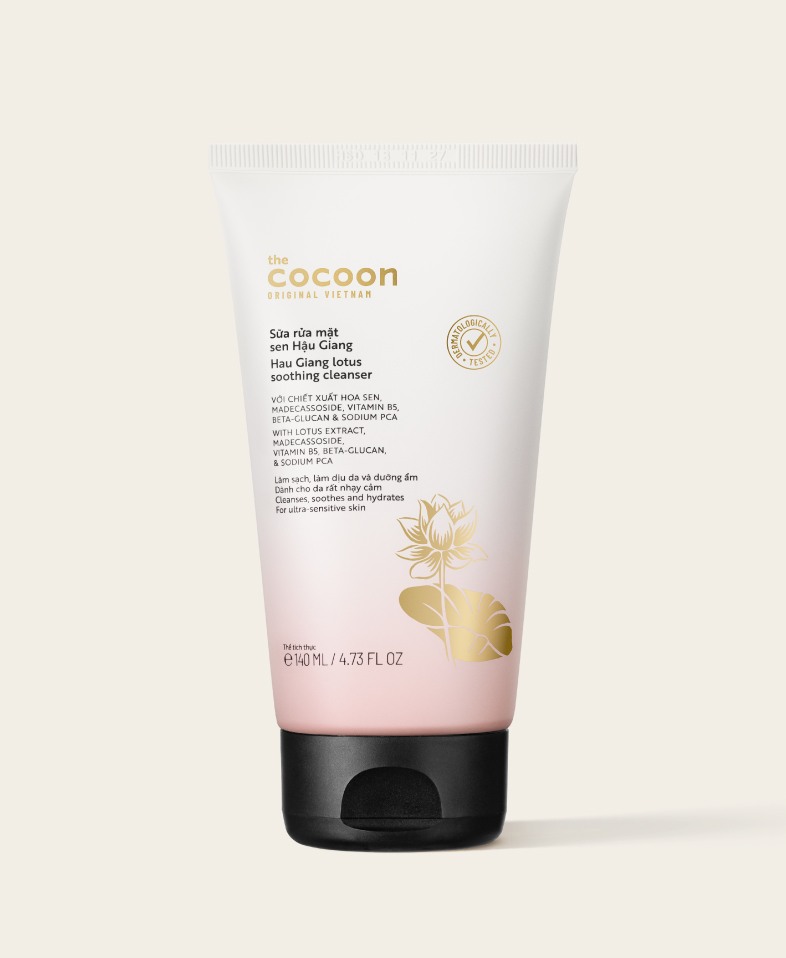 the
cocoon
ORIGINAL VIETNAM
DERMATOLOGICALLY
TESTED
Sữa rửa mặt
sen Hậu Giang
Hau Giang lotus
soothing cleanser
VỚI CHIẾT XUẤT HOA SEN,
MADECASSOSIDE, VITAMIN B5,
BETA-GLUCAN & SODIUM PCA
WITH LOTUS EXTRACT,
MADECASSOSIDE,
VITAMIN B5, BETA-GLUCAN,
& SODIUM PCA
Làm sạch, làm dịu da và dưỡng ẩm
Dành cho da rất nhạy cảm
Cleanses, soothes and hydrates
For ultra-sensitive skin
Thể tích thực
℮ 140 ML / 4.73 FL OZ